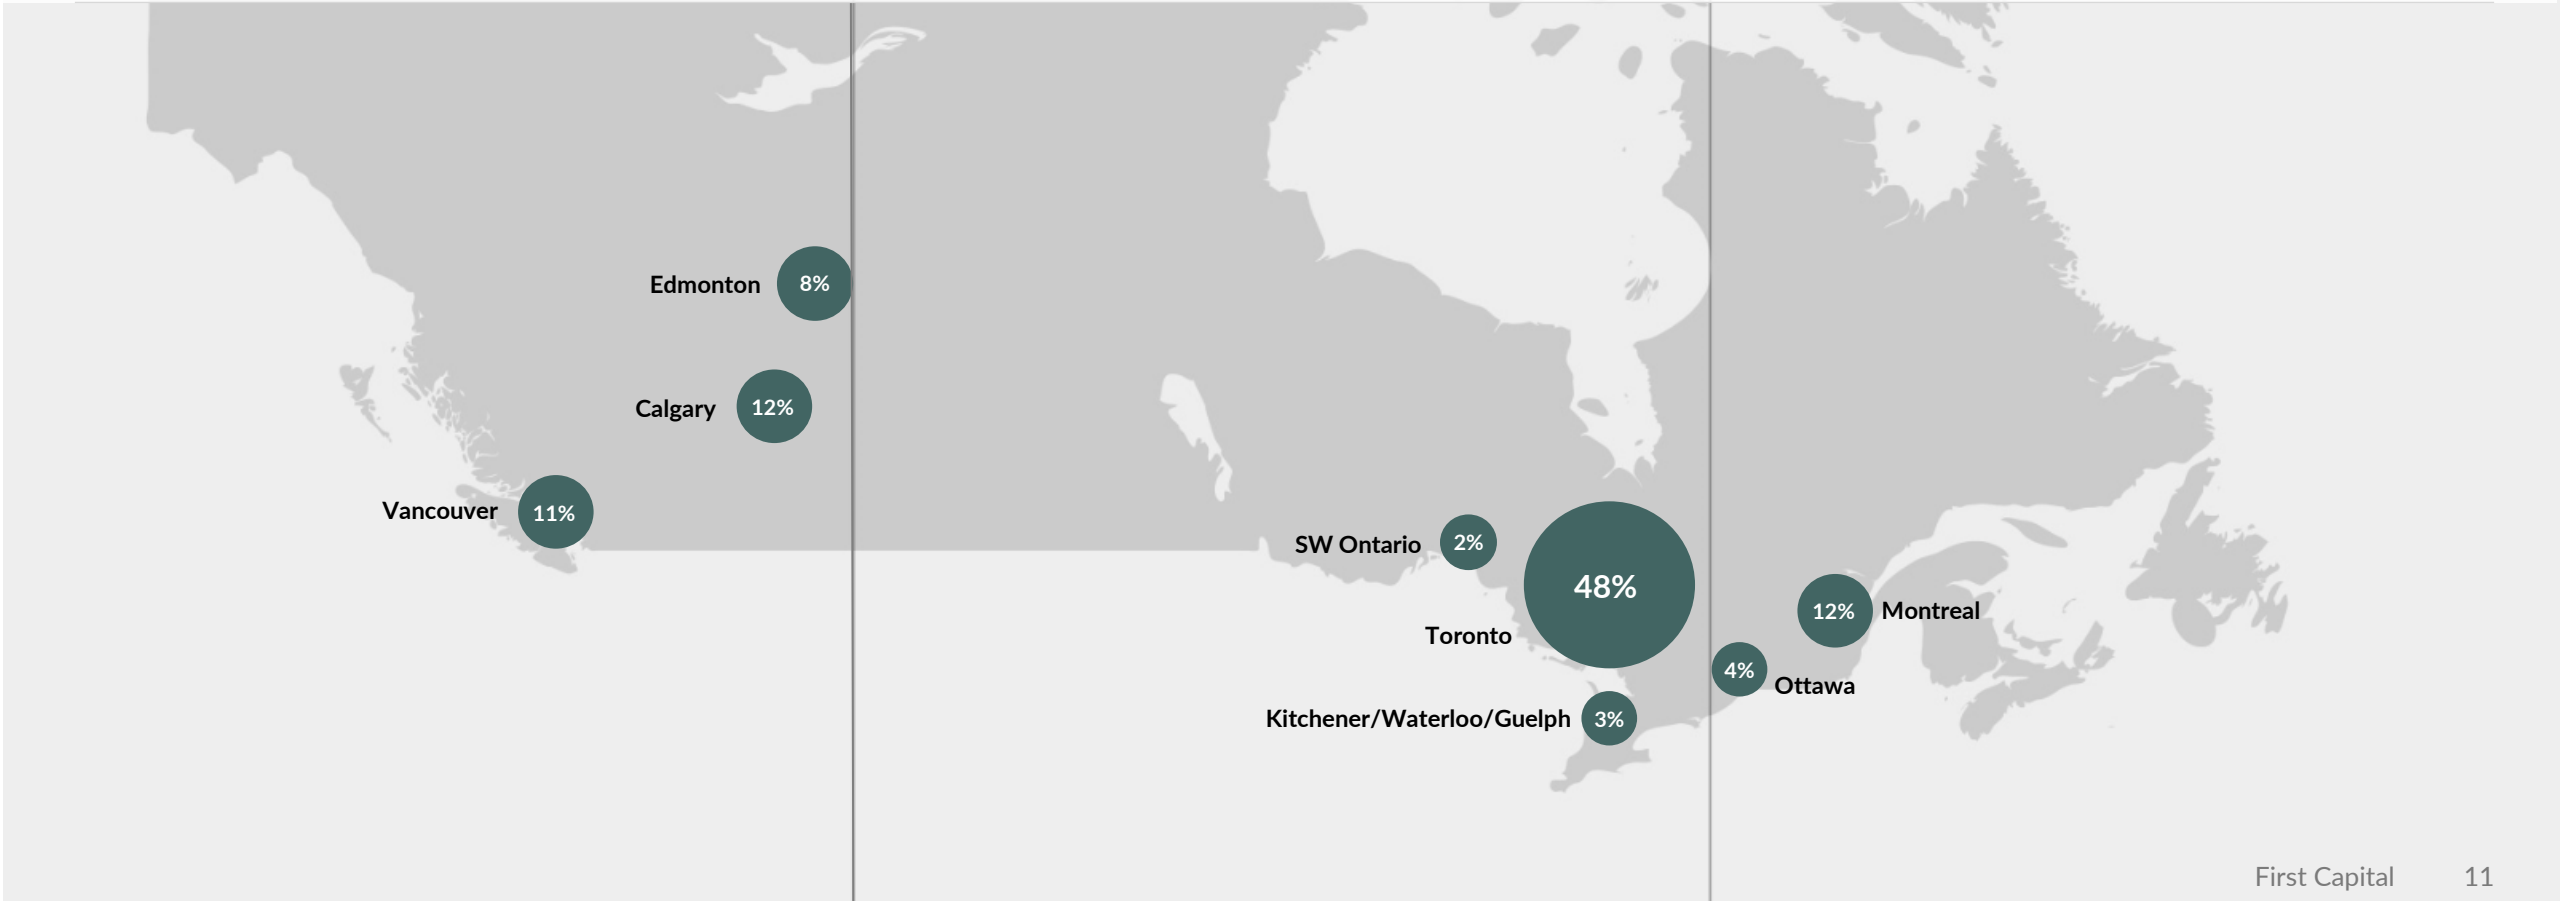 Edmonton 8%
Calgary 12%
Vancouver 11%
SW Ontario 2%
48%
Toronto
12% Montreal
4% Ottawa
Kitchener/Waterloo/Guelph 3%
First Capital 11